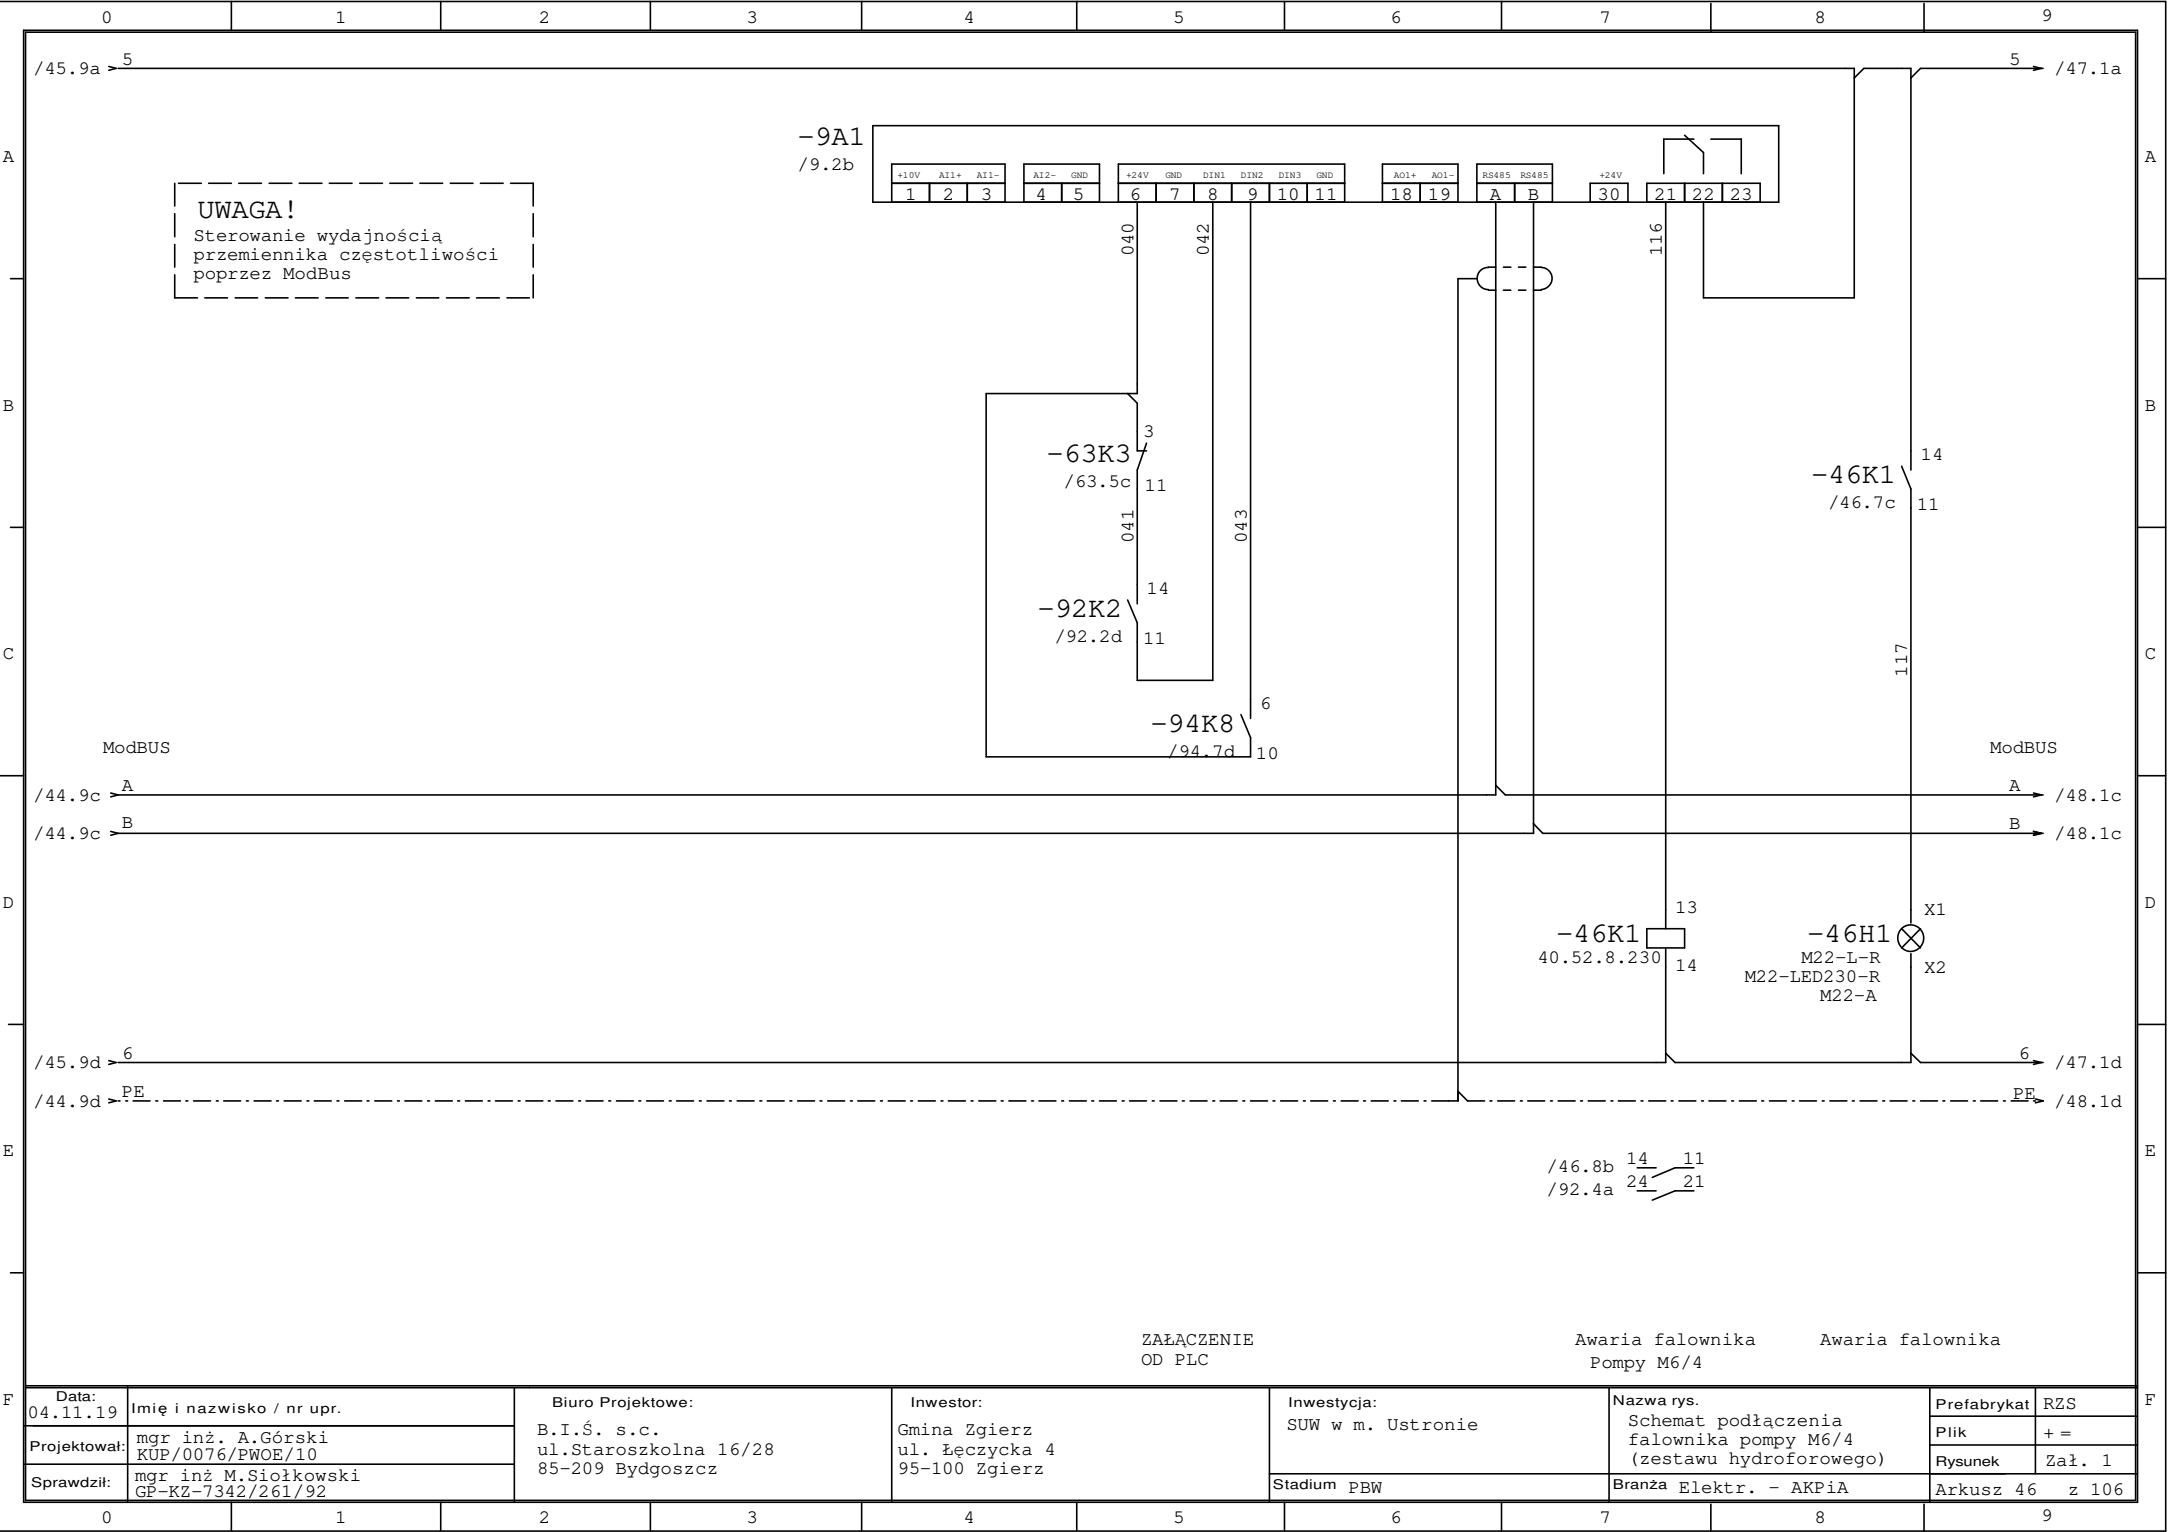 0 1 2 3 4 5 6 7 8 9
/45.9a 5 5 /47.1a
-9A1
/9.2b
A A
+10V AI1+ AI1- AI2- GND +24V GND DIN1 DIN2 DIN3 GND AO1+ AO1- RS485 RS485 +24V
1 2 3 4 5 6 7 8 9 10 11 18 19 A B 30 21 22 23
UWAGA!
Sterowanie wydajnością
przemiennika częstotliwości
poprzez ModBus
040 042 116
B B
3
-63K3
/63.5c 11
14
-46K1
/46.7c 11
041 043
14
-92K2
/92.2d 11
C C
117
6
-94K8
/94.7d 10
ModBUS ModBUS
/44.9c A A /48.1c
/44.9c B B /48.1c
D D
13
-46K1
40.52.8.230
14
X1
-46H1
M22-L-R
X2
M22-LED230-R
M22-A
/45.9d 6 6 /47.1d
/44.9d PE PE /48.1d
E E
/46.8b 14 11
/92.4a 24 21
ZAŁĄCZENIE
OD PLC
Awaria falownika
Pompy M6/4
Awaria falownika
F F
Data:
04.11.19
Imię i nazwisko / nr upr.
Projektował:
mgr inż. A.Górski
KUP/0076/PWOE/10
Sprawdził:
mgr inż M.Siołkowski
GP-KZ-7342/261/92
Biuro Projektowe:
B.I.Ś. s.c.
ul.Staroszkolna 16/28
85-209 Bydgoszcz
Inwestor:
Gmina Zgierz
ul. Łęczycka 4
95-100 Zgierz
Inwestycja:
SUW w m. Ustronie
Stadium PBW
Nazwa rys.
Schemat podłączenia
falownika pompy M6/4
(zestawu hydroforowego)
Branża Elektr. - AKPiA
Prefabrykat RZS
Plik + =
Rysunek Zał. 1
Arkusz 46 z 106
0 1 2 3 4 5 6 7 8 9